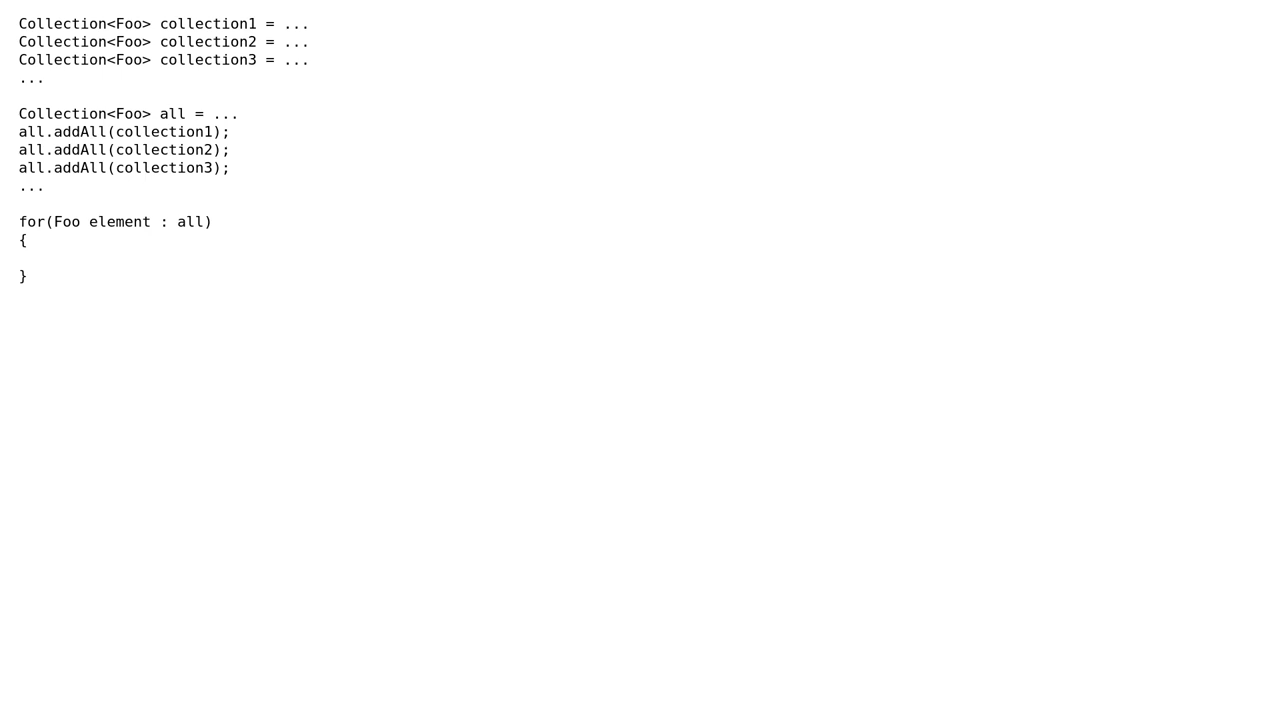 Collection<Foo> collection1 = ...
Collection<Foo> collection2 = ...
Collection<Foo> collection3 = ...
...

Collection<Foo> all = ...
all.addAll(collection1);
all.addAll(collection2);
all.addAll(collection3);
...

for(Foo element : all)
{

}